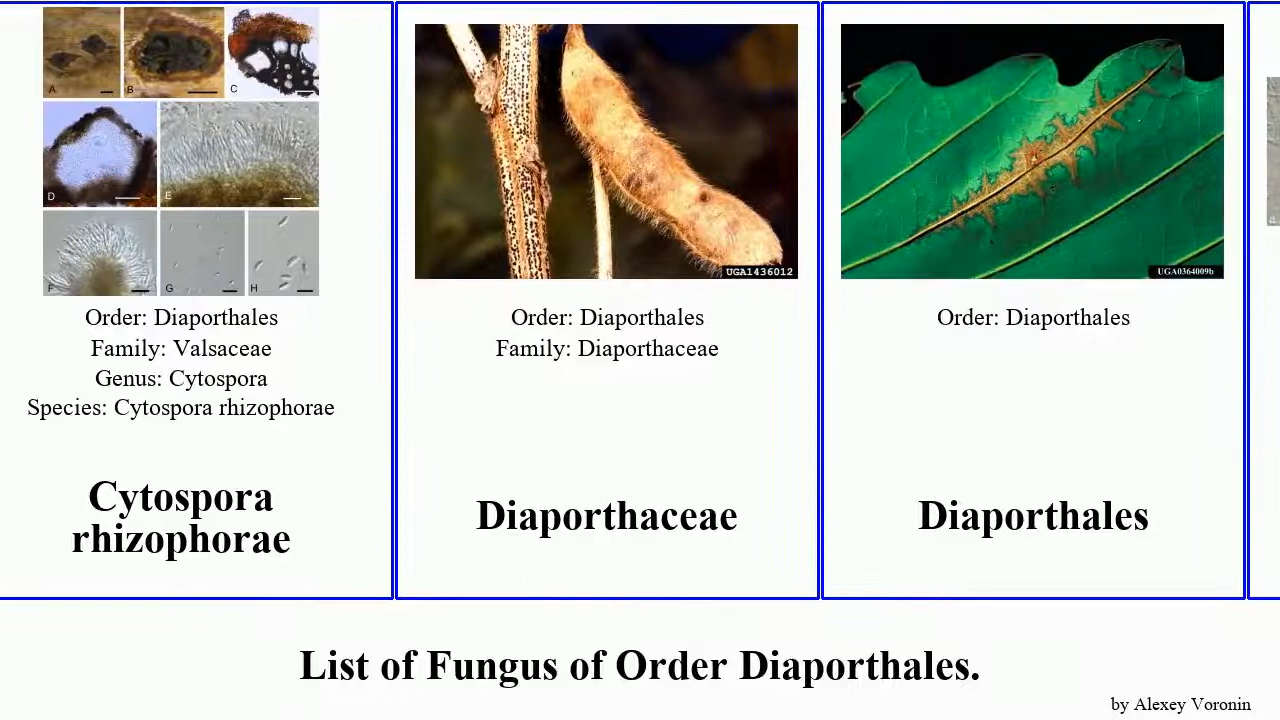 A
B
C
D
E
F
G
H
Order: Diaporthales
Family: Valsaceae
Genus: Cytospora
Species: Cytospora rhizophorae
Cytospora
rhizophorae
UGA1436012
Order: Diaporthales
Family: Diaporthaceae
Diaporthaceae
UGA0364009b
Order: Diaporthales
Diaporthales
List of Fungus of Order Diaporthales.
by Alexey Voronin